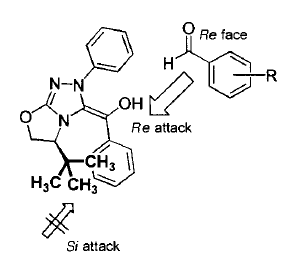 O
Re face
H
R
N
N
N
O
OH
Re attack
CH₃
H₃C
CH₃
Si attack